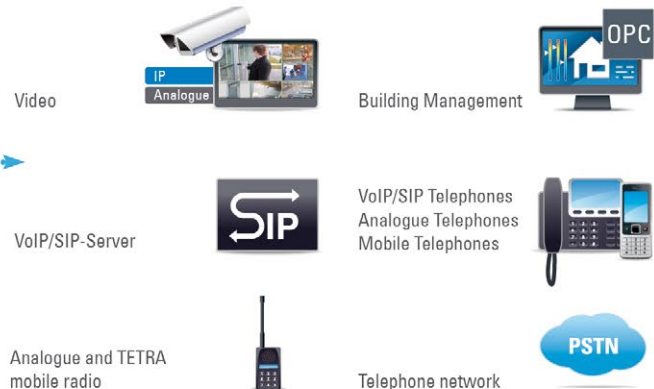 IP
Analogue
Video
OPC
Building Management
SIP
VoIP/SIP-Server
VoIP/SIP Telephones
Analogue Telephones
Mobile Telephones
Analogue and TETRA
mobile radio
PSTN
Telephone network